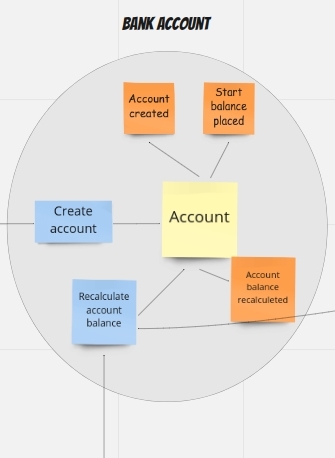 BANK ACCOUNT
Account
created
Start
balance
placed
Create
account
Account
Recalculate
account
balance
Account
balance
recalculeted